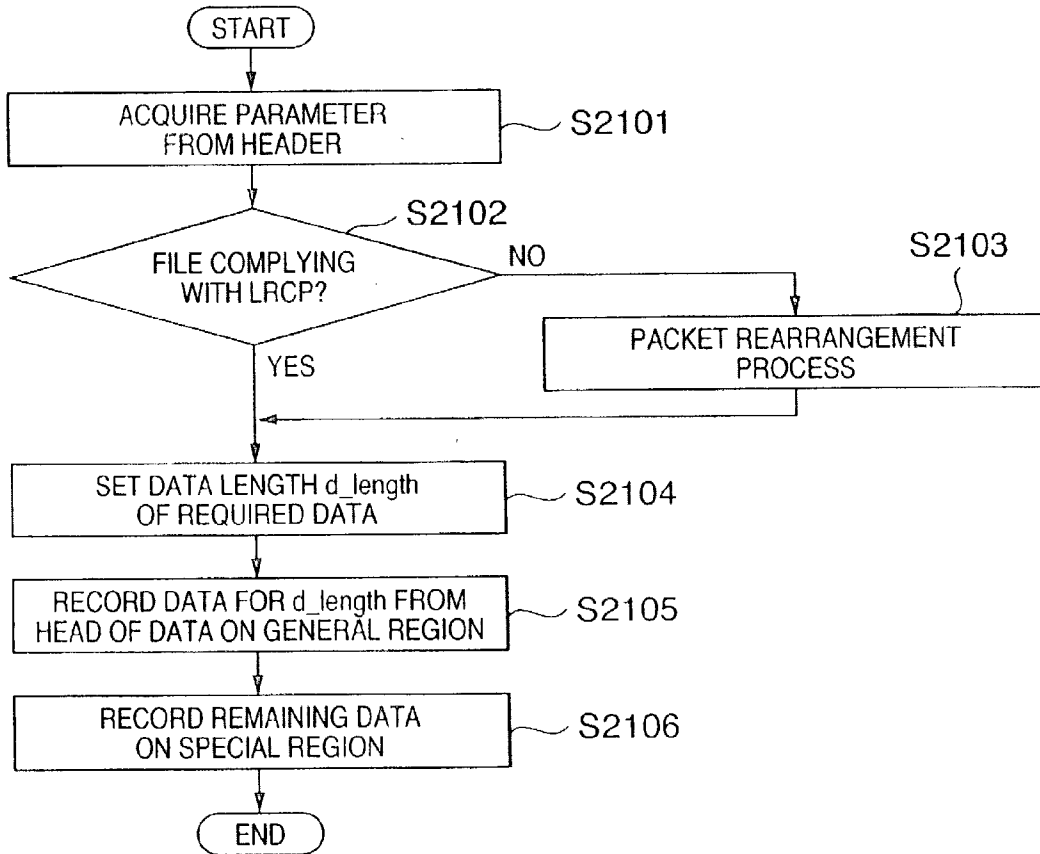 START
ACQUIRE PARAMETER
FROM HEADER
S2101
S2102
FILE COMPLYING
WITH LRCP?
NO
S2103
PACKET REARRANGEMENT
PROCESS
YES
SET DATA LENGTH d_length
OF REQUIRED DATA
S2104
RECORD DATA FOR d_length FROM
HEAD OF DATA ON GENERAL REGION
S2105
RECORD REMAINING DATA
ON SPECIAL REGION
S2106
END